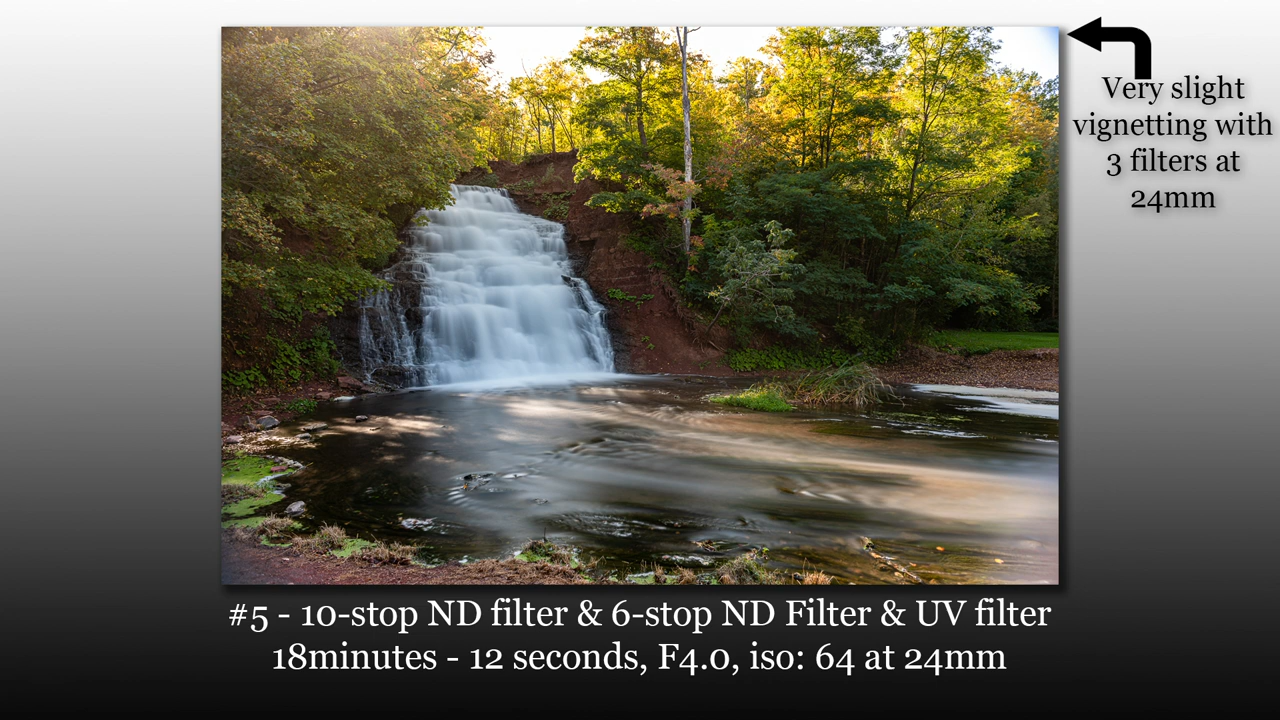 Very slight
vignetting with
3 filters at
24mm
#5 - 10-stop ND filter & 6-stop ND Filter & UV filter
18minutes - 12 seconds, F4.0, iso: 64 at 24mm